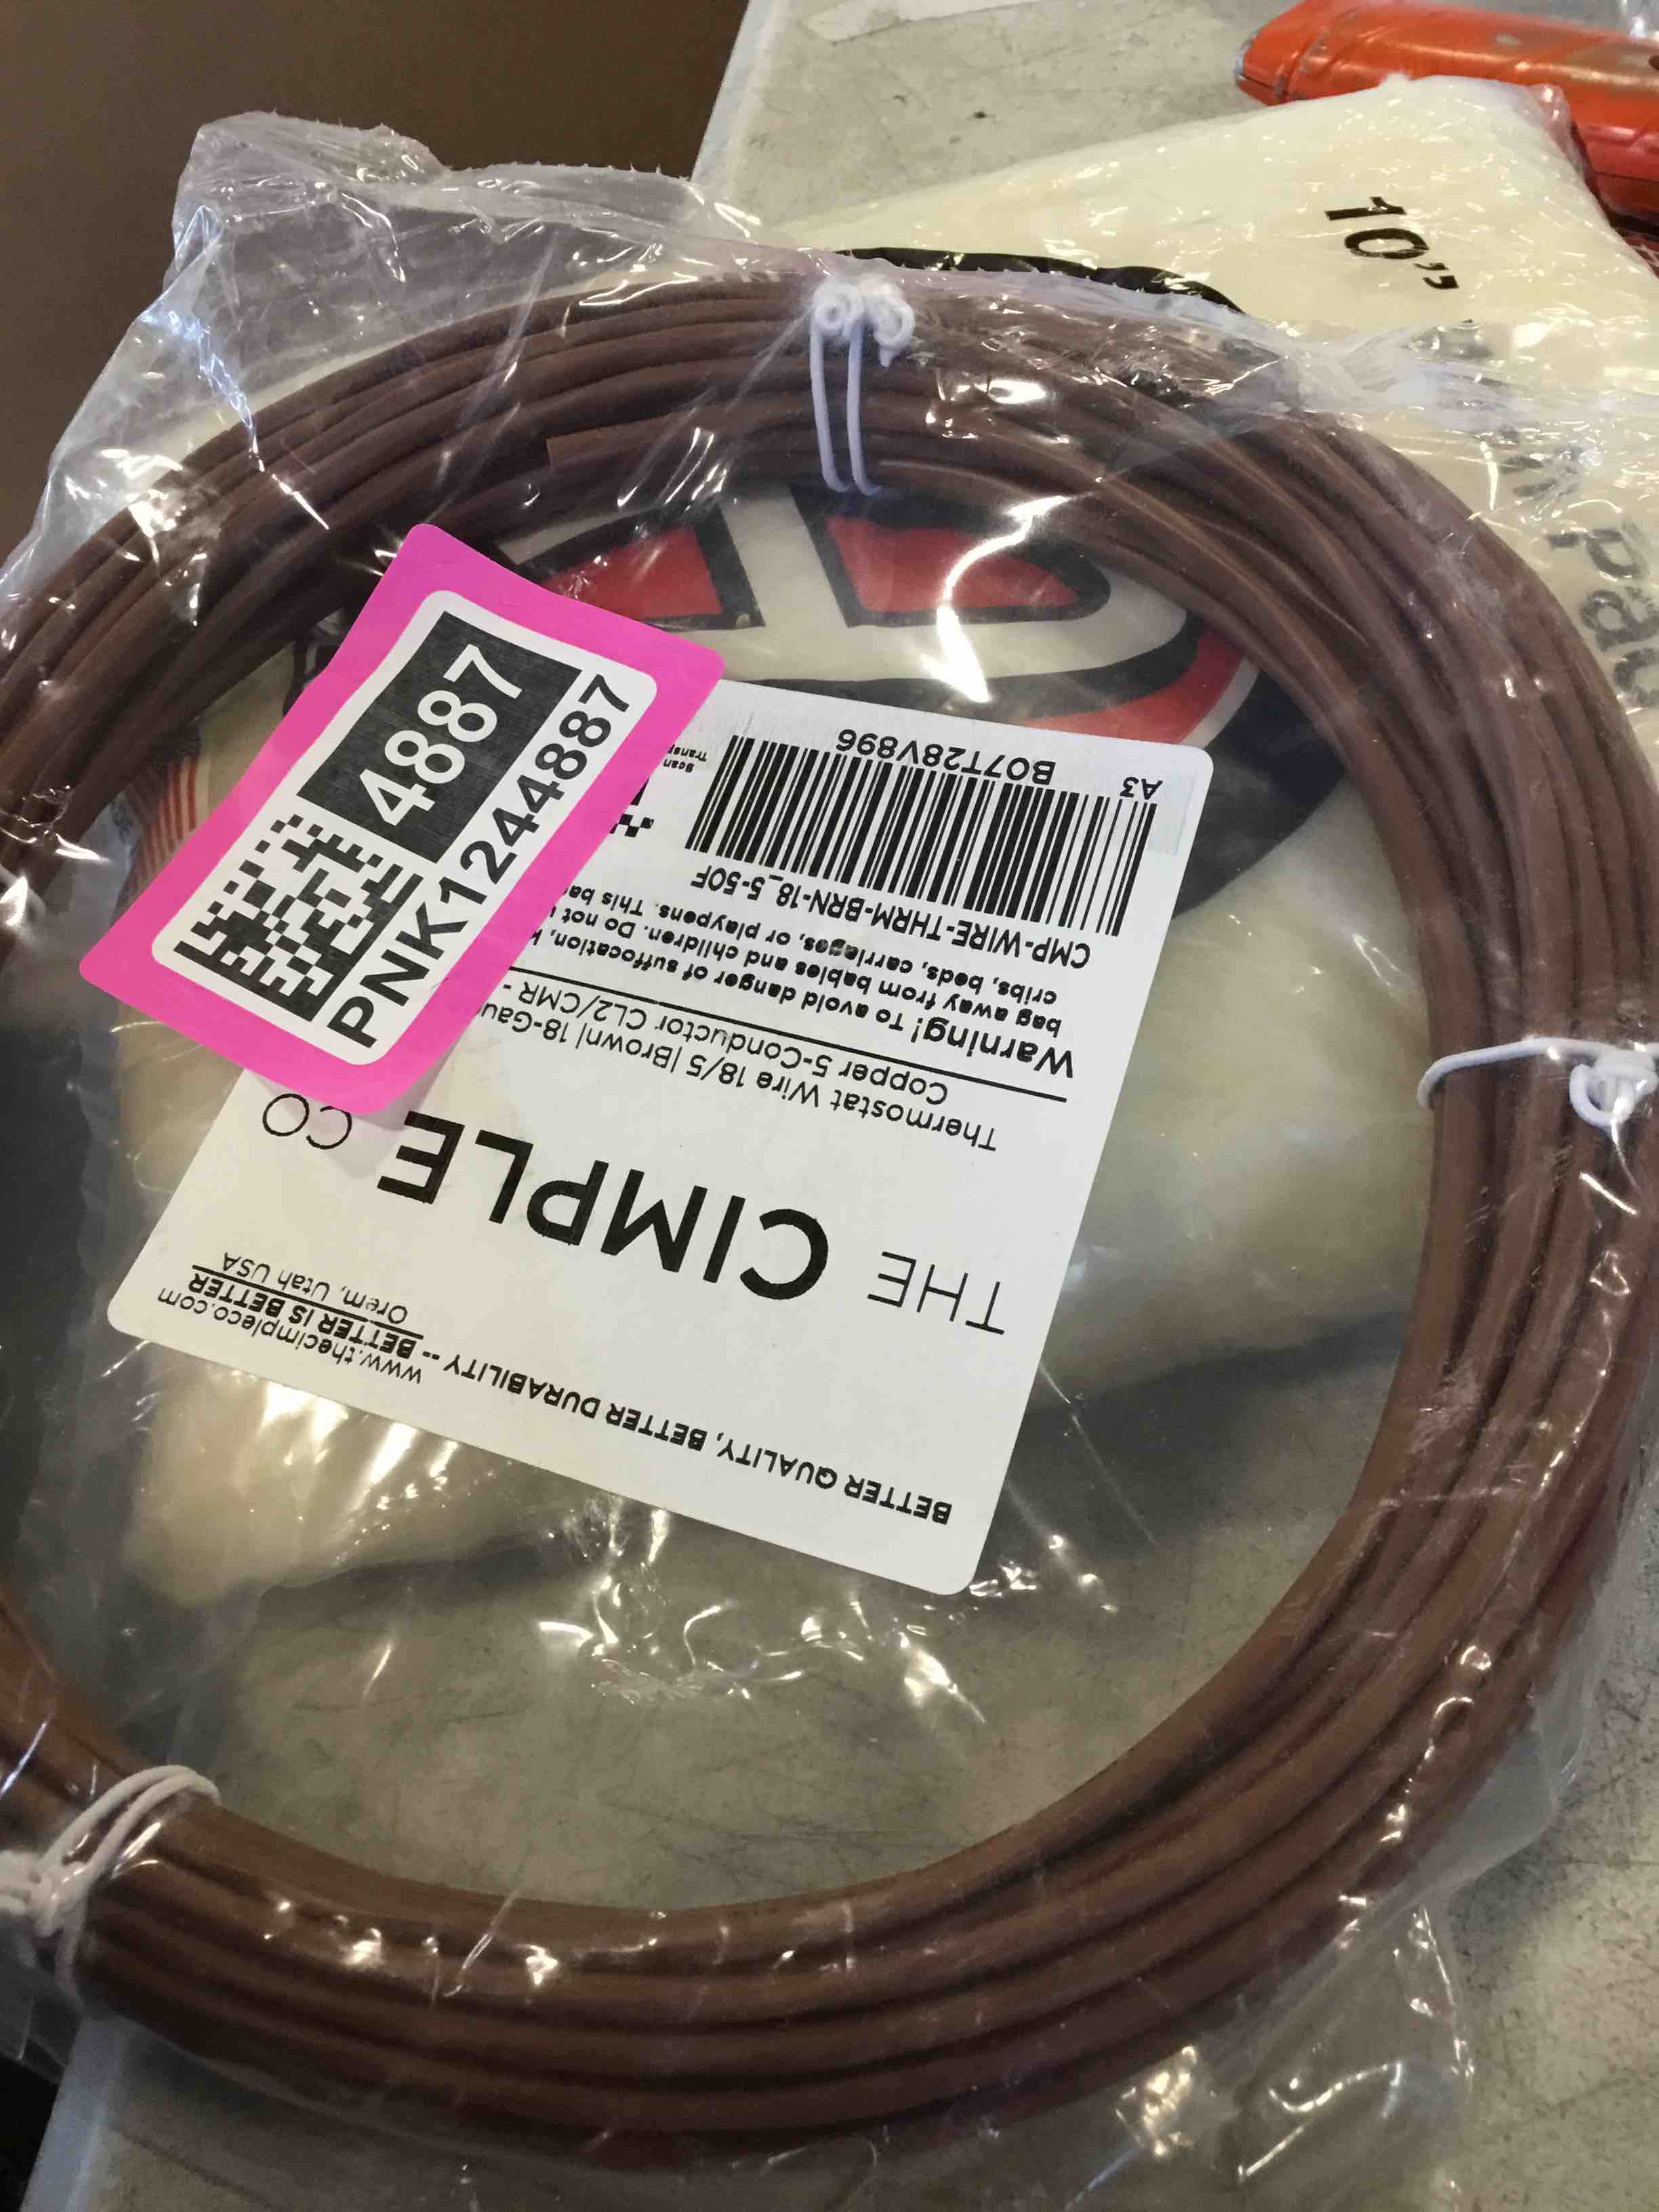 10"
Pad
4887
PNK1244887
A3
B07T28V896
Scan
Trans
CMP-WIRE-THRM-BRN-18_5-50F
Warning! To avoid danger of suffocation,
bag away from babies and children. Do not
cribs, beds, carriages, or playpens. This
Thermostat Wire 18/5 |Brown| 18-
Copper 5-Conductor CL2/CMR -
THE CIMPLE CO
Orem, Utah USA
www.thecimpleco.com
BETTER QUALITY, BETTER DURABILITY -- BETTER IS BETTER